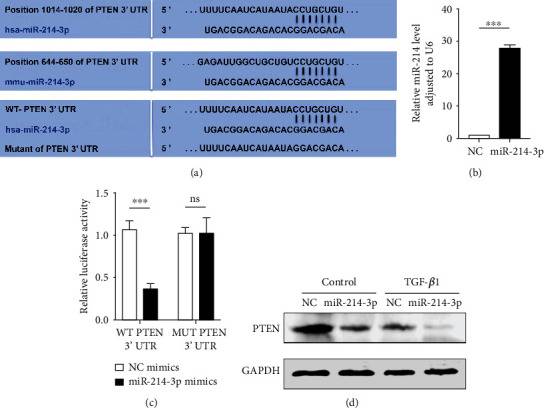 Position 1014-1020 of PTEN 3' UTR 5' ... UUUUCAAUCAUAAUACCUGCUGU ...
hsa-miR-214-3p 3' UGACGGACAGACACGGACGACA
Position 644-650 of PTEN 3' UTR 5' ... GAGAUUGGCUGCUGUCCUGCUGU ...
mmu-miR-214-3p 3' UGACGGACAGACACGGACGACA
WT- PTEN 3' UTR 5' ... UUUUCAAUCAUAAUACCUGCUGU ...
hsa-miR-214-3p 3' UGACGGACAGACACGGACGACA
Mutant of PTEN 3' UTR 5' ... UUUUCAAUCAUAAUAGGACGACA ...
(a)
Relative miR-214 level
adjusted to U6
40
30
20
10
0
***
NC miR-214-3p
(b)
Relative luciferase activity
1.5
1.0
0.5
0.0
*** ns
WT PTEN MUT PTEN
3' UTR 3' UTR
NC mimics
miR-214-3p mimics
(c)
Control TGF-β1
NC miR-214-3p NC miR-214-3p
PTEN
GAPDH
(d)